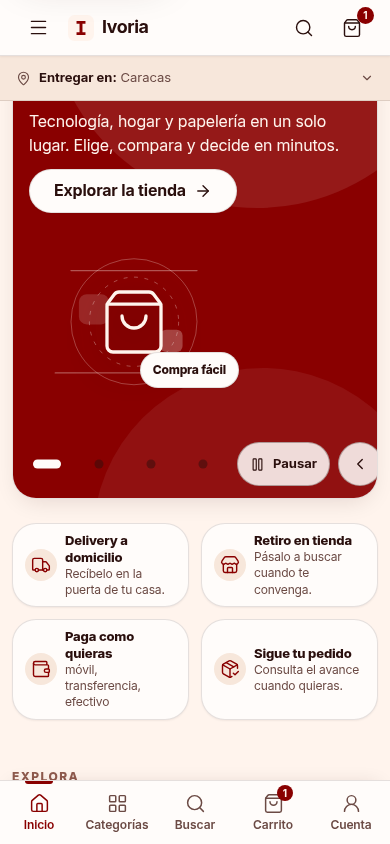 I Ivoria 1
Entregar en: Caracas
Tecnología, hogar y papelería en un solo
lugar. Elige, compara y decide en minutos.
Explorar la tienda
Compra fácil
Pausar
Delivery a
domicilio
Recíbelo en la
puerta de tu casa.
Retiro en tienda
Pásalo a buscar
cuando te
convenga.
Paga como
quieras
móvil,
transferencia,
efectivo
Sigue tu pedido
Consulta el avance
cuando quieras.
EXPLORA
1
Inicio Categorías Buscar Carrito Cuenta